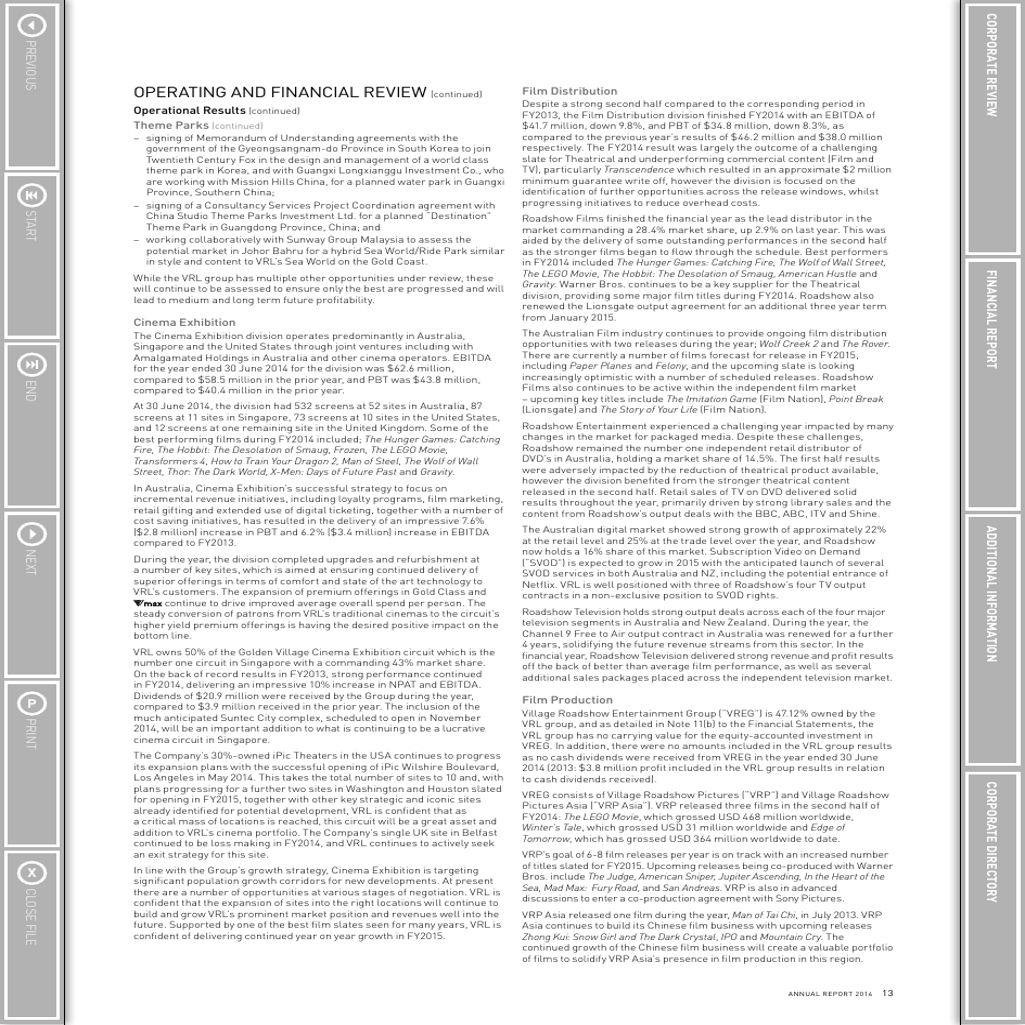 PREVIOUS
START
END
NEXT
P
PRINT
X
CLOSE FILE
OPERATING AND FINANCIAL REVIEW (continued)
Operational Results (continued)
Theme Parks (continued)
– signing of Memorandum of Understanding agreements with the
government of the Gyeongsangnam-do Province in South Korea to join
Twentieth Century Fox in the design and management of a world class
theme park in Korea, and with Guangxi Longxianggu Investment Co., who
are working with Mission Hills China, for a planned water park in Guangxi
Province, Southern China;
– signing of a Consultancy Services Project Coordination agreement with
China Studio Theme Parks Investment Ltd. for a planned “Destination”
Theme Park in Guangdong Province, China; and
– working collaboratively with Sunway Group Malaysia to assess the
potential market in Johor Bahru for a hybrid Sea World/Ride Park similar
in style and content to VRL’s Sea World on the Gold Coast.
While the VRL group has multiple other opportunities under review, these
will continue to be assessed to ensure only the best are progressed and will
lead to medium and long term future profitability.
Cinema Exhibition
The Cinema Exhibition division operates predominantly in Australia,
Singapore and the United States through joint ventures including with
Amalgamated Holdings in Australia and other cinema operators. EBITDA
for the year ended 30 June 2014 for the division was $62.6 million,
compared to $58.5 million in the prior year, and PBT was $43.8 million,
compared to $40.4 million in the prior year.
At 30 June 2014, the division had 532 screens at 52 sites in Australia, 87
screens at 11 sites in Singapore, 73 screens at 10 sites in the United States,
and 12 screens at one remaining site in the United Kingdom. Some of the
best performing films during FY2014 included; The Hunger Games: Catching
Fire, The Hobbit: The Desolation of Smaug, Frozen, The LEGO Movie,
Transformers 4, How to Train Your Dragon 2, Man of Steel, The Wolf of Wall
Street, Thor: The Dark World, X-Men: Days of Future Past and Gravity.
In Australia, Cinema Exhibition’s successful strategy to focus on
incremental revenue initiatives, including loyalty programs, film marketing,
retail gifting and extended use of digital ticketing, together with a number of
cost saving initiatives, has resulted in the delivery of an impressive 7.6%
($2.8 million) increase in PBT and 6.2% ($3.4 million) increase in EBITDA
compared to FY2013.
During the year, the division completed upgrades and refurbishment at
a number of key sites, which is aimed at ensuring continued delivery of
superior offerings in terms of comfort and state of the art technology to
VRL’s customers. The expansion of premium offerings in Gold Class and
Vmax continue to drive improved average overall spend per person. The
steady conversion of patrons from VRL’s traditional cinemas to the circuit’s
higher yield premium offerings is having the desired positive impact on the
bottom line.
VRL owns 50% of the Golden Village Cinema Exhibition circuit which is the
number one circuit in Singapore with a commanding 43% market share.
On the back of record results in FY2013, strong performance continued
in FY2014, delivering an impressive 10% increase in NPAT and EBITDA.
Dividends of $20.9 million were received by the Group during the year,
compared to $3.9 million received in the prior year. The inclusion of the
much anticipated Suntec City complex, scheduled to open in November
2014, will be an important addition to what is continuing to be a lucrative
cinema circuit in Singapore.
The Company’s 30%-owned iPic Theaters in the USA continues to progress
its expansion plans with the successful opening of iPic Wilshire Boulevard,
Los Angeles in May 2014. This takes the total number of sites to 10 and, with
plans progressing for a further two sites in Washington and Houston slated
for opening in FY2015, together with other key strategic and iconic sites
already identified for potential development, VRL is confident that as
a critical mass of locations is reached, this circuit will be a great asset and
addition to VRL’s cinema portfolio. The Company’s single UK site in Belfast
continued to be loss making in FY2014, and VRL continues to actively seek
an exit strategy for this site.
In line with the Group’s growth strategy, Cinema Exhibition is targeting
significant population growth corridors for new developments. At present
there are a number of opportunities at various stages of negotiation. VRL is
confident that the expansion of sites into the right locations will continue to
build and grow VRL’s prominent market position and revenues well into the
future. Supported by one of the best film slates seen for many years, VRL is
confident of delivering continued year on year growth in FY2015.
Film Distribution
Despite a strong second half compared to the corresponding period in
FY2013, the Film Distribution division finished FY2014 with an EBITDA of
$41.7 million, down 9.8%, and PBT of $34.8 million, down 8.3%, as
compared to the previous year’s results of $46.2 million and $38.0 million
respectively. The FY2014 result was largely the outcome of a challenging
slate for Theatrical and underperforming commercial content (Film and
TV), particularly Transcendence which resulted in an approximate $2 million
minimum guarantee write off, however the division is focused on the
identification of further opportunities across the release windows, whilst
progressing initiatives to reduce overhead costs.
Roadshow Films finished the financial year as the lead distributor in the
market commanding a 28.4% market share, up 2.9% on last year. This was
aided by the delivery of some outstanding performances in the second half
as the stronger films began to flow through the schedule. Best performers
in FY2014 included The Hunger Games: Catching Fire, The Wolf of Wall Street,
The LEGO Movie, The Hobbit: The Desolation of Smaug, American Hustle and
Gravity. Warner Bros. continues to be a key supplier for the Theatrical
division, providing some major film titles during FY2014. Roadshow also
renewed the Lionsgate output agreement for an additional three year term
from January 2015.
The Australian Film industry continues to provide ongoing film distribution
opportunities with two releases during the year; Wolf Creek 2 and The Rover.
There are currently a number of films forecast for release in FY2015,
including Paper Planes and Felony, and the upcoming slate is looking
increasingly optimistic with a number of scheduled releases. Roadshow
Films also continues to be active within the independent film market
– upcoming key titles include The Imitation Game (Film Nation), Point Break
(Lionsgate) and The Story of Your Life (Film Nation).
Roadshow Entertainment experienced a challenging year impacted by many
changes in the market for packaged media. Despite these challenges,
Roadshow remained the number one independent retail distributor of
DVD’s in Australia, holding a market share of 14.5%. The first half results
were adversely impacted by the reduction of theatrical product available,
however the division benefited from the stronger theatrical content
released in the second half. Retail sales of TV on DVD delivered solid
results throughout the year, primarily driven by strong library sales and the
content from Roadshow’s output deals with the BBC, ABC, ITV and Shine.
The Australian digital market showed strong growth of approximately 22%
at the retail level and 25% at the trade level over the year, and Roadshow
now holds a 16% share of this market. Subscription Video on Demand
(“SVOD”) is expected to grow in 2015 with the anticipated launch of several
SVOD services in both Australia and NZ, including the potential entrance of
Netflix. VRL is well positioned with three of Roadshow’s four TV output
contracts in a non-exclusive position to SVOD rights.
Roadshow Television holds strong output deals across each of the four major
television segments in Australia and New Zealand. During the year, the
Channel 9 Free to Air output contract in Australia was renewed for a further
4 years, solidifying the future revenue streams from this sector. In the
financial year, Roadshow Television delivered strong revenue and profit results
off the back of better than average film performance, as well as several
additional sales packages placed across the independent television market.
Film Production
Village Roadshow Entertainment Group (“VREG”) is 47.12% owned by the
VRL group, and as detailed in Note 11(b) to the Financial Statements, the
VRL group has no carrying value for the equity-accounted investment in
VREG. In addition, there were no amounts included in the VRL group results
as no cash dividends were received from VREG in the year ended 30 June
2014 (2013: $3.8 million profit included in the VRL group results in relation
to cash dividends received).
VREG consists of Village Roadshow Pictures (“VRP”) and Village Roadshow
Pictures Asia (“VRP Asia”). VRP released three films in the second half of
FY2014: The LEGO Movie, which grossed USD 468 million worldwide,
Winter’s Tale, which grossed USD 31 million worldwide and Edge of
Tomorrow, which has grossed USD 364 million worldwide to date.
VRP’s goal of 6-8 film releases per year is on track with an increased number
of titles slated for FY2015. Upcoming releases being co-produced with Warner
Bros. include The Judge, American Sniper, Jupiter Ascending, In the Heart of the
Sea, Mad Max: Fury Road, and San Andreas. VRP is also in advanced
discussions to enter a co-production agreement with Sony Pictures.
VRP Asia released one film during the year, Man of Tai Chi, in July 2013. VRP
Asia continues to build its Chinese film business with upcoming releases
Zhong Kui: Snow Girl and The Dark Crystal, IPO and Mountain Cry. The
continued growth of the Chinese film business will create a valuable portfolio
of films to solidify VRP Asia’s presence in film production in this region.
ANNUAL REPORT 2014 13
CORPORATE REVIEW
FINANCIAL REPORT
ADDITIONAL INFORMATION
CORPORATE DIRECTORY